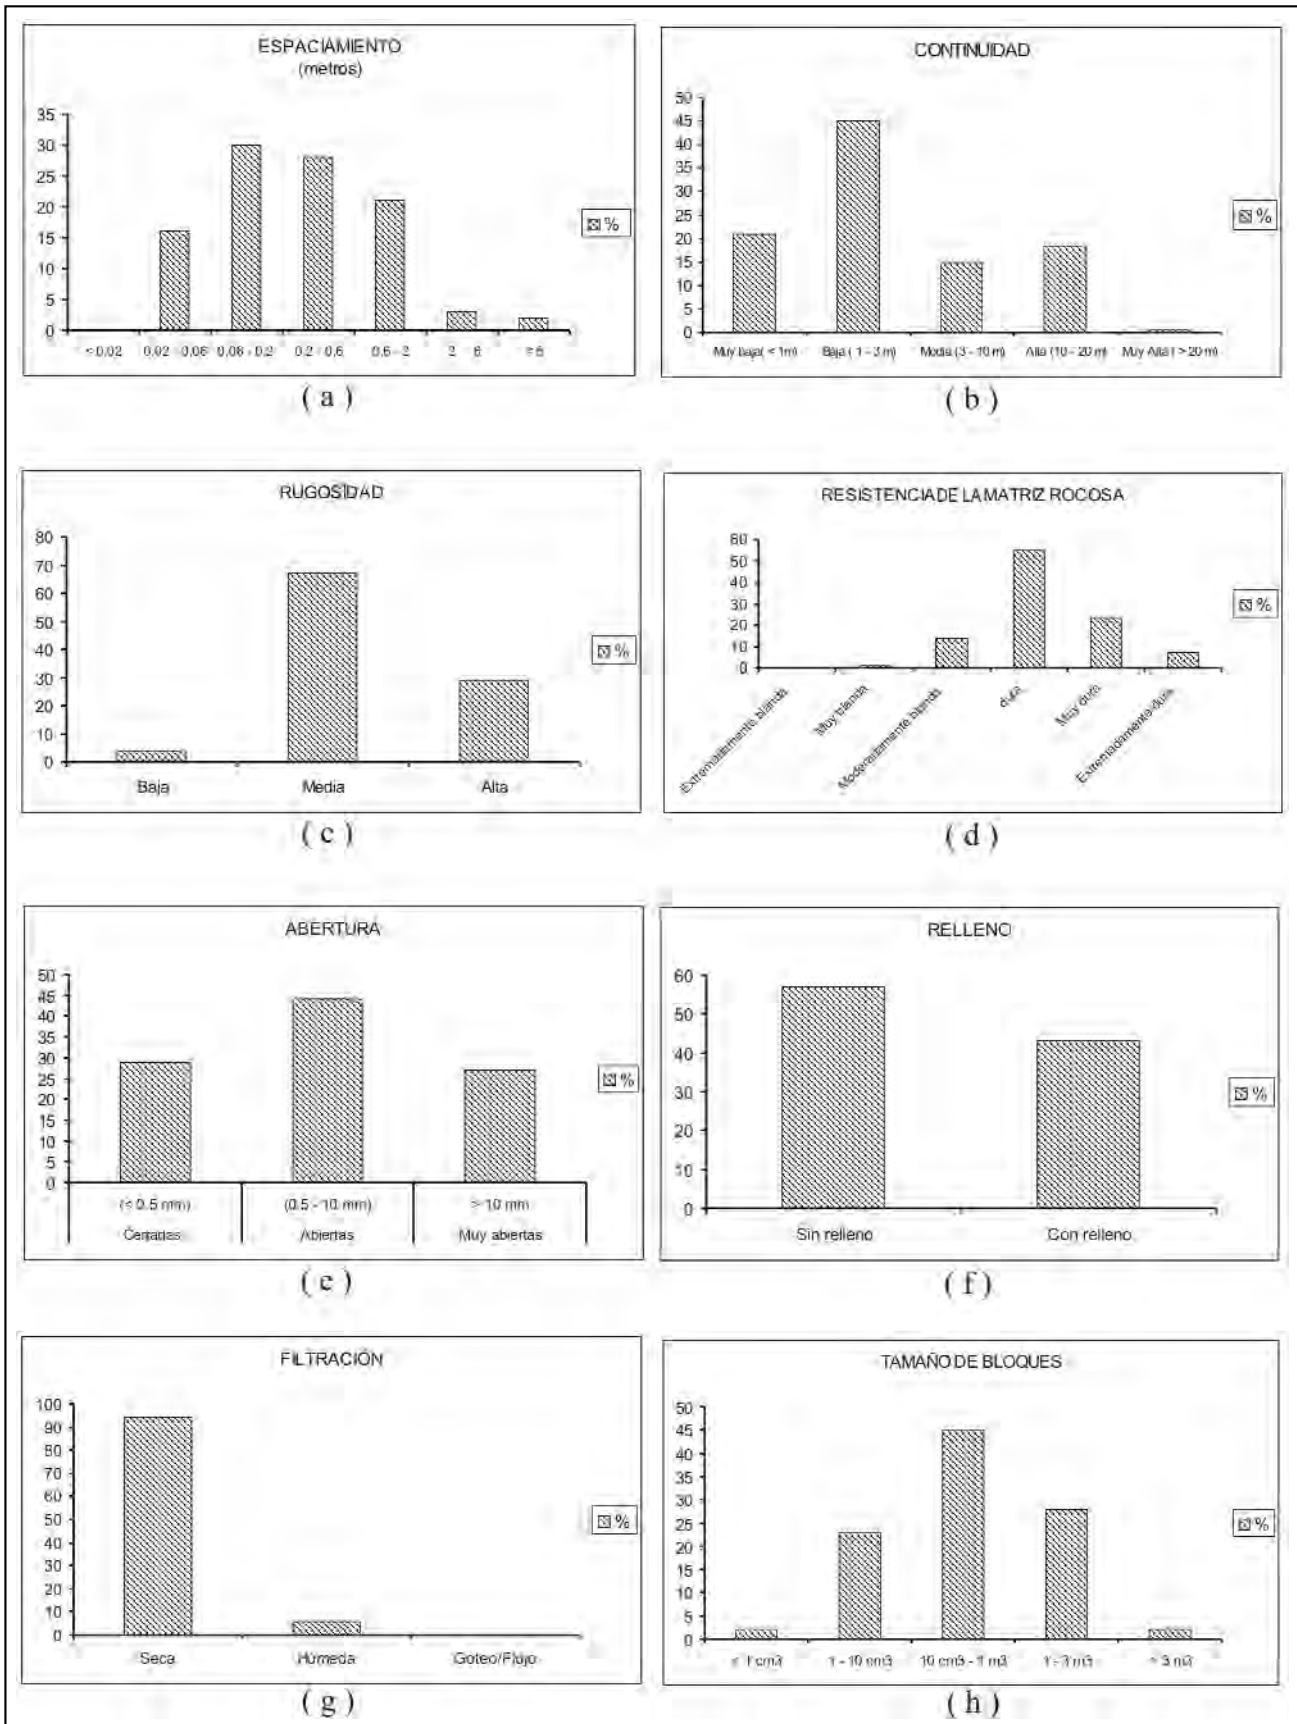 ESPACIAMIENTO
(metros)
35
30
25
20
15
10
5
0
< 0.02 0.02 - 0.06 0.06 - 0.2 0.2 - 0.6 0.6 - 2 2 - 6
%
( a )
CONTINUIDAD
50
45
40
35
30
25
20
15
10
5
0
Muy baja( < 1m) Baja ( 1 - 3 m) Media (3 - 10 m) Alta (10 - 20 m) Muy Alta ( > 20 m)
%
( b )
RUGOSIDAD
80
70
60
50
40
30
20
10
0
Baja Media Alta
%
( c )
RESISTENCIA DE LA MATRIZ ROCOSA
60
50
40
30
20
10
0
Extremadamente blanda
Muy blanda
Moderadamente blanda
dura
Muy dura
Extremadamente dura
%
( d )
ABERTURA
50
45
40
35
30
25
20
15
10
5
0
(< 0.5 mm) (0.5 - 10 mm) > 10 mm
Cerradas Abiertas Muy abiertas
%
( e )
RELLENO
60
50
40
30
20
10
0
Sin relleno Con relleno
%
( f )
FILTRACIÓN
100
90
80
70
60
50
40
30
20
10
0
Seca Húmeda Goteo/Flujo
%
( g )
TAMAÑO DE BLOQUES
50
45
40
35
30
25
20
15
10
5
0
< 1 cm3 1 - 10 cm3 10 cm3 - 1 m3 1 - 3 m3 > 3 m3
%
( h )